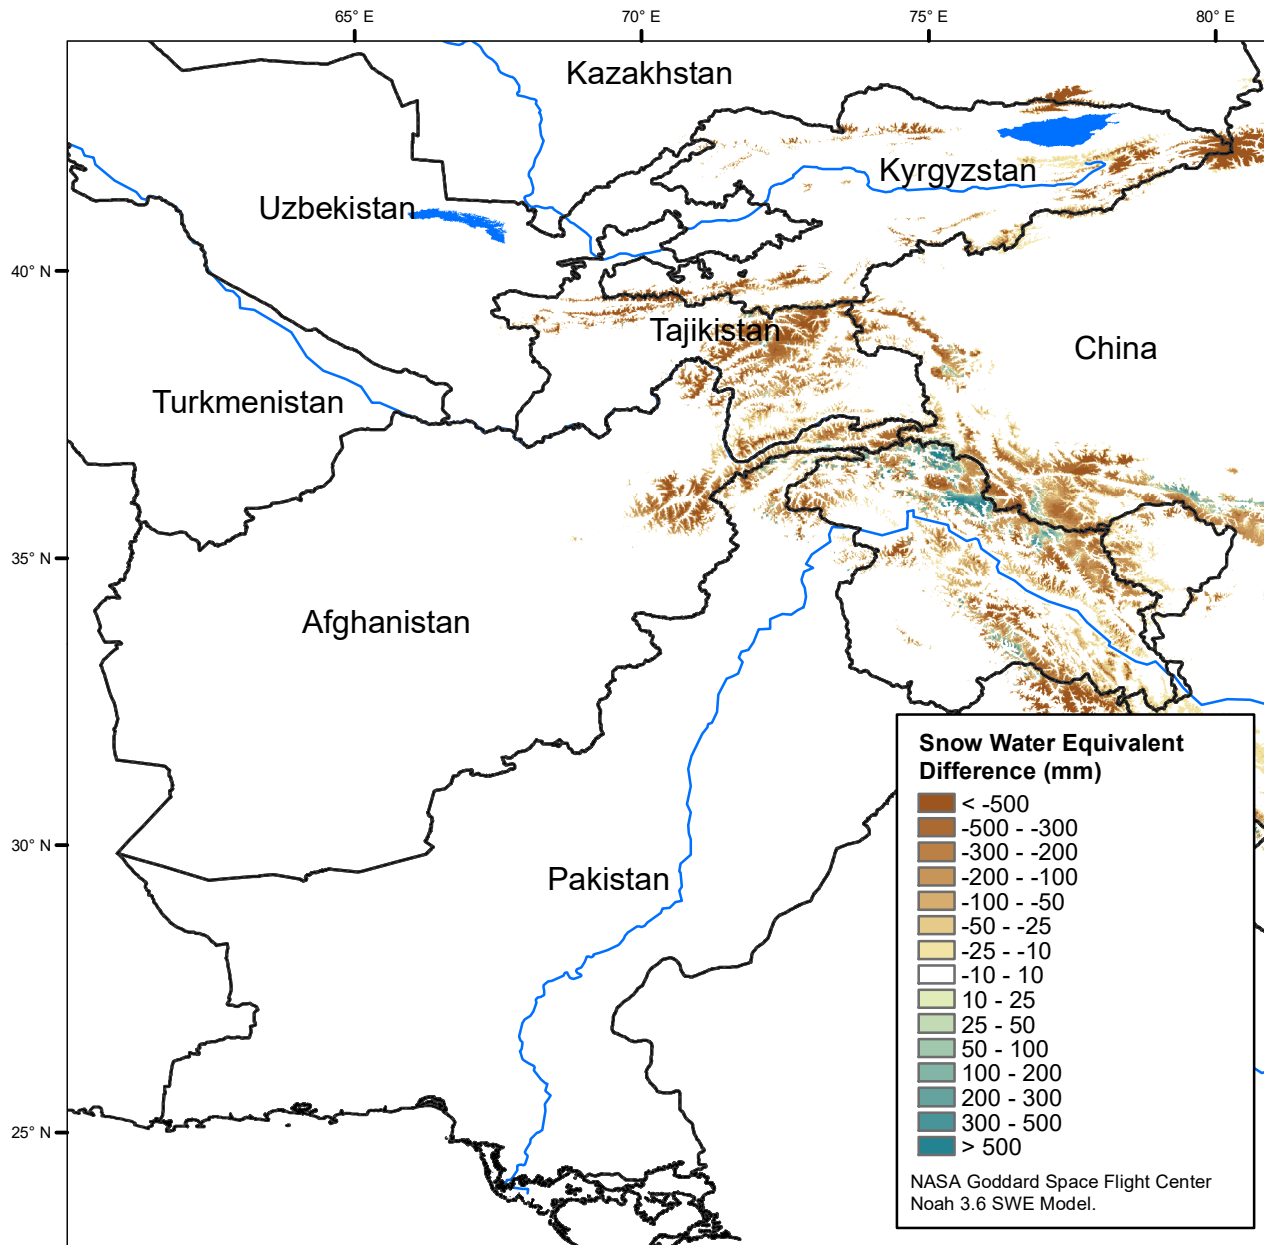 65° E
70° E
75° E
80° E
Kazakhstan
Kyrgyzstan
Uzbekistan
40° N
Tajikistan
China
Turkmenistan
35° N
Afghanistan
30° N
Pakistan
25° N
Snow Water Equivalent
Difference (mm)
< -500
-500 - -300
-300 - -200
-200 - -100
-100 - -50
-50 - -25
-25 - -10
-10 - 10
10 - 25
25 - 50
50 - 100
100 - 200
200 - 300
300 - 500
> 500
NASA Goddard Space Flight Center
Noah 3.6 SWE Model.